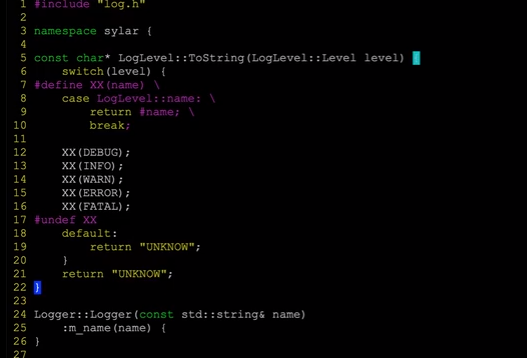 1 #include "log.h"
2
3 namespace sylar {
4
5 const char* LogLevel::ToString(LogLevel::Level level) {
6     switch(level) {
7 #define XX(name) \
8     case LogLevel::name: \
9         return #name; \
10         break;
11
12     XX(DEBUG);
13     XX(INFO);
14     XX(WARN);
15     XX(ERROR);
16     XX(FATAL);
17 #undef XX
18     default:
19         return "UNKNOW";
20     }
21     return "UNKNOW";
22 }
23
24 Logger::Logger(const std::string& name)
25     :m_name(name) {
26 }
27